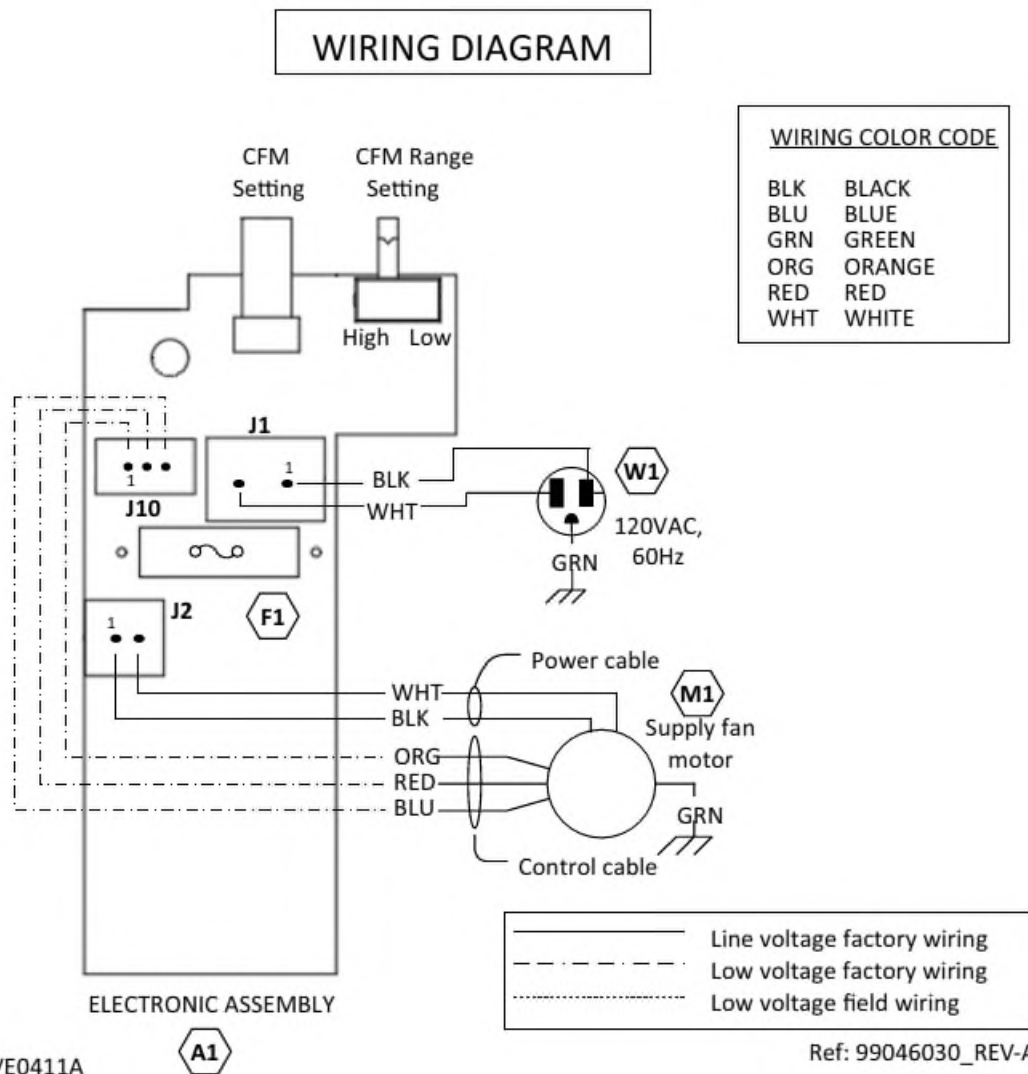 WIRING DIAGRAM
WIRING COLOR CODE
BLK BLACK
BLU BLUE
GRN GREEN
ORG ORANGE
RED RED
WHT WHITE
CFM
Setting
CFM Range
Setting
High Low
J1
1
1
J10
BLK
WHT
W1
120VAC,
60Hz
GRN
F1
J2
1
Power cable
WHT
BLK
M1
Supply fan
motor
ORG
RED
BLU
GRN
Control cable
Line voltage factory wiring
Low voltage factory wiring
Low voltage field wiring
ELECTRONIC ASSEMBLY
A1
E0411A
Ref: 99046030_REV-A